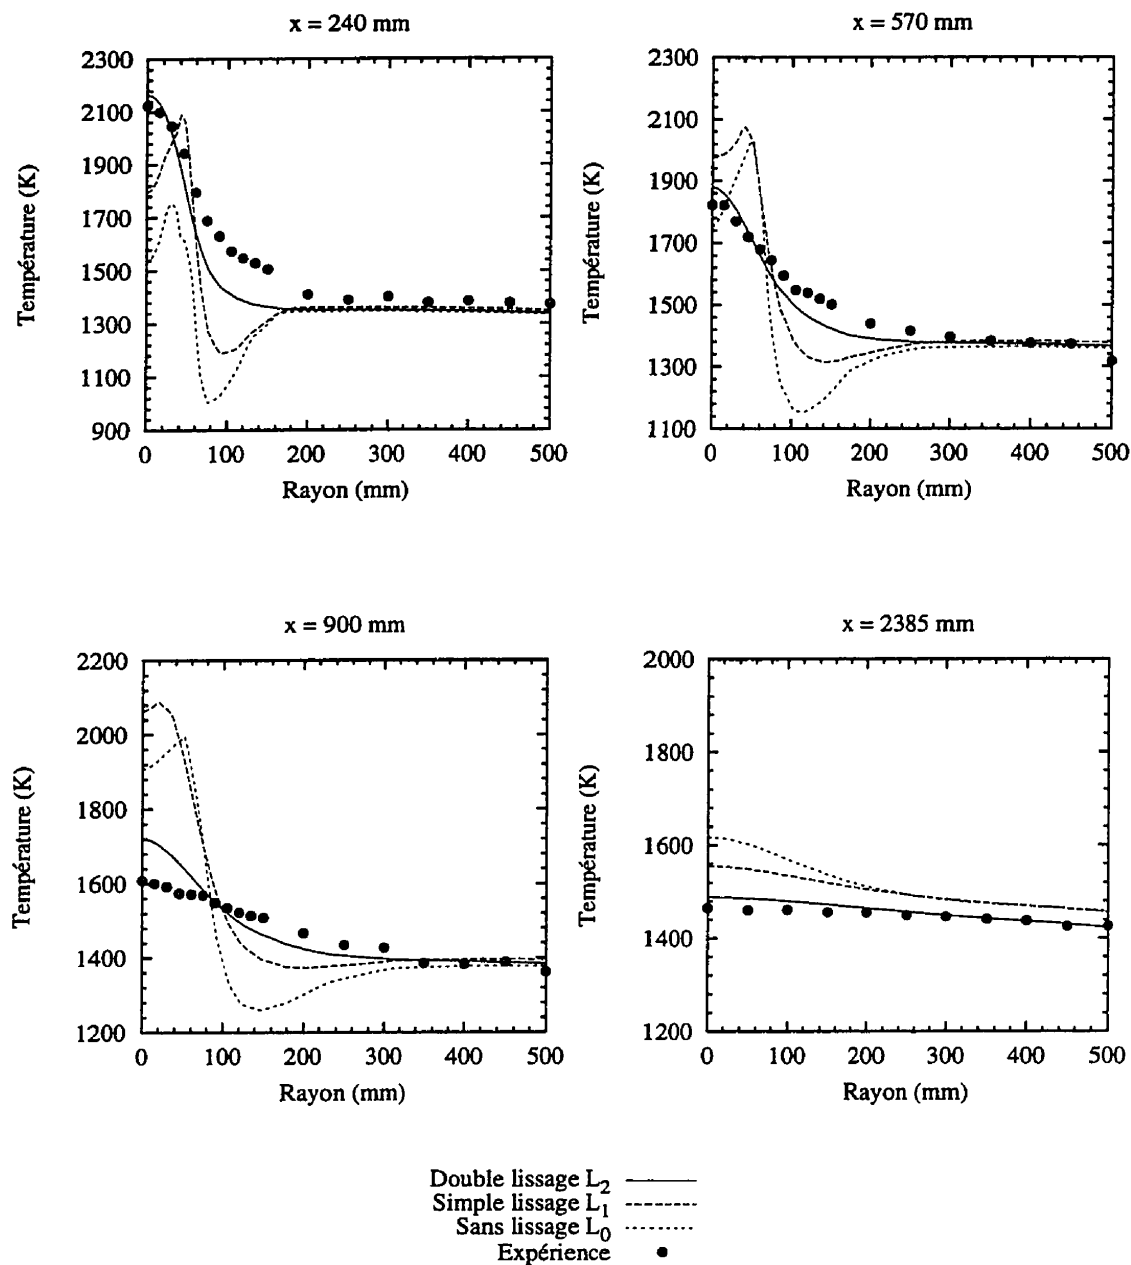 x = 240 mm
2300
2100
1900
1700
1500
1300
1100
900
Température (K)
0 100 200 300 400 500
Rayon (mm)
x = 570 mm
2300
2100
1900
1700
1500
1300
1100
Température (K)
0 100 200 300 400 500
Rayon (mm)
x = 900 mm
2200
2000
1800
1600
1400
1200
Température (K)
0 100 200 300 400 500
Rayon (mm)
x = 2385 mm
2000
1800
1600
1400
1200
Température (K)
0 100 200 300 400 500
Rayon (mm)
Double lissage L2
Simple lissage L1
Sans lissage L0
Expérience